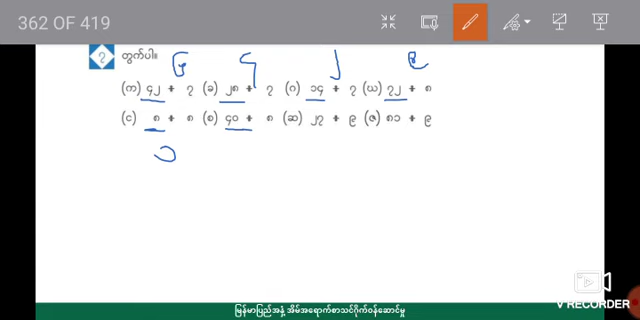 362 OF 419
၇ တွက်ပါ။
၆ ၄ ၂ ၉
(က) ၄၂ ÷ ၇ (ခ) ၂၈ ÷ ၇ (ဂ) ၁၄ ÷ ၇ (ဃ) ၇၂ ÷ ၈
(င) ၈ ÷ ၈ (စ) ၄၀ ÷ ၈ (ဆ) ၂၇ ÷ ၉ (ဇ) ၈၁ ÷ ၉
၁
V RECORDER
မြန်မာပြည်အနှံ့ အိမ်အရောက်စာသင်ဝိုက်ဝန်ဆောင်မှု